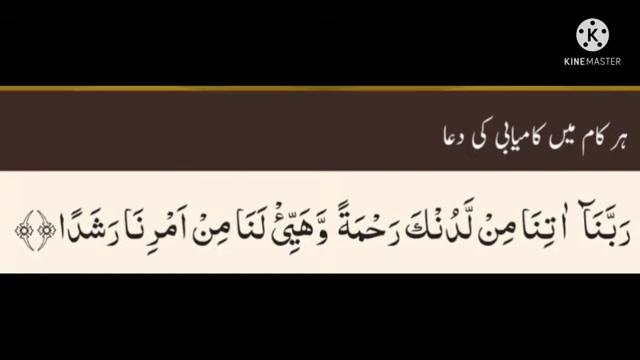 K
KINEMASTER
ہر کام میں کامیابی کی دعا
رَبَّنَاۤ اٰتِنَا مِنْ لَّدُنْكَ رَحْمَةً وَّهَيِّئْ لَنَا مِنْ اَمْرِنَا رَشَدًا